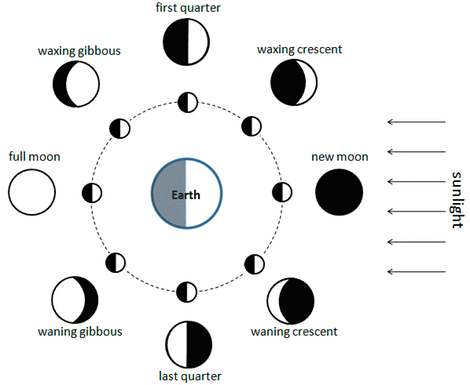 first quarter
waxing gibbous
waxing crescent
full moon
new moon
Earth
sunlight
waning gibbous
waning crescent
last quarter